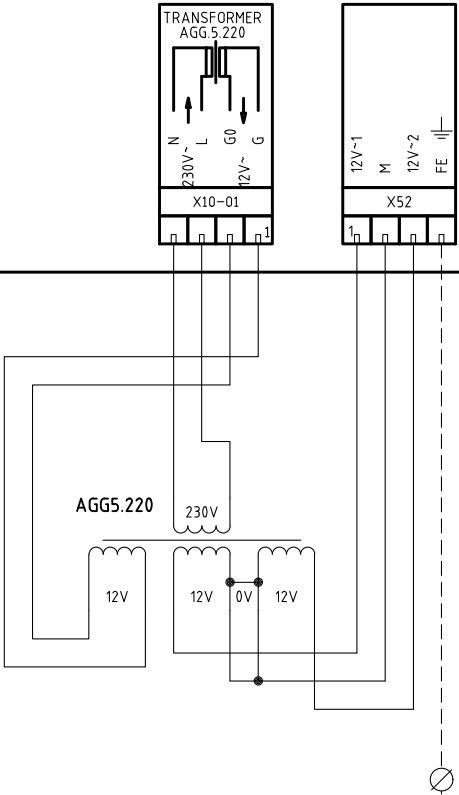 TRANSFORMER
AGG.5.220
N
230V~
L
G0
12V~
G
X10-01
1
12V~1
M
12V~2
FE
X52
1
AGG5.220
230V
12V
12V
0V
12V